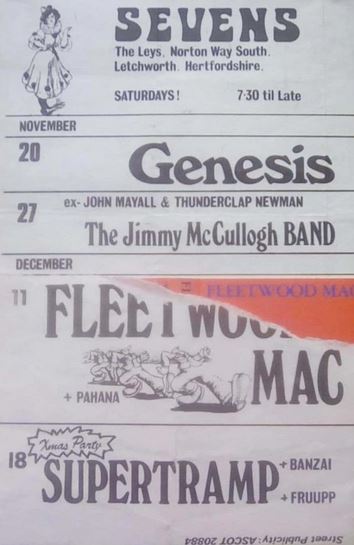 SEVENS
The Leys, Norton Way South.
Letchworth. Hertfordshire.
SATURDAYS! 7·30 til Late
NOVEMBER
20 Genesis
27 ex- JOHN MAYALL & THUNDERCLAP NEWMAN
The Jimmy McCullogh BAND
DECEMBER
FLEETWOOD MAC
11 FLEETWOOD
MAC
+ PAHANA
Xmas Party
18 SUPERTRAMP + BANZAI
+ FRUUPP
Street Publicity: ASCOT 20884